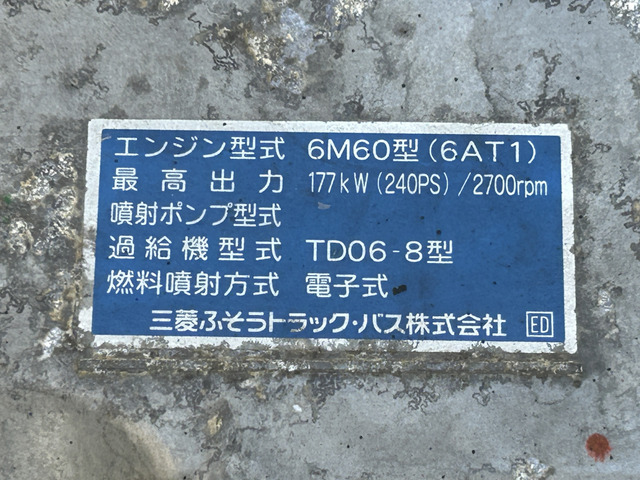 エンジン型式 6M60型(6AT1)
最高出力 177kW(240PS)/2700rpm
噴射ポンプ型式
過給機型式 TD06-8型
燃料噴射方式 電子式
三菱ふそうトラック・バス株式会社 ED